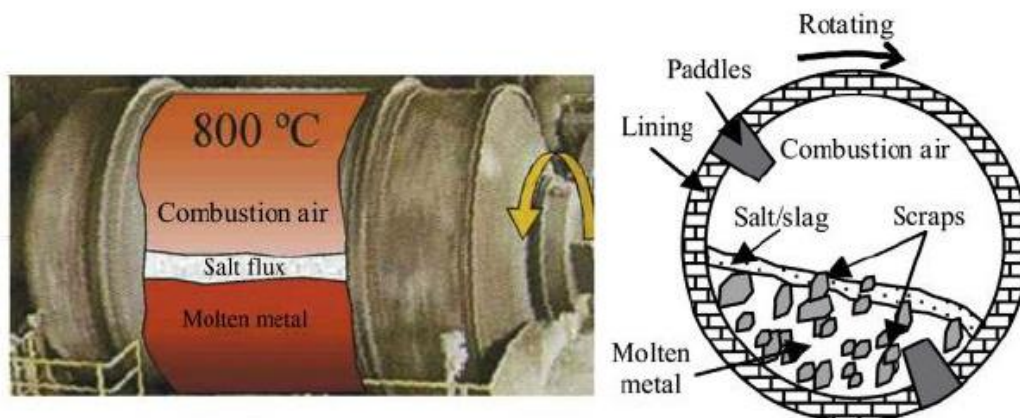 800 ºC
Combustion air
Salt flux
Molten metal
Rotating
Paddles
Lining
Combustion air
Salt/slag
Scraps
Molten
metal